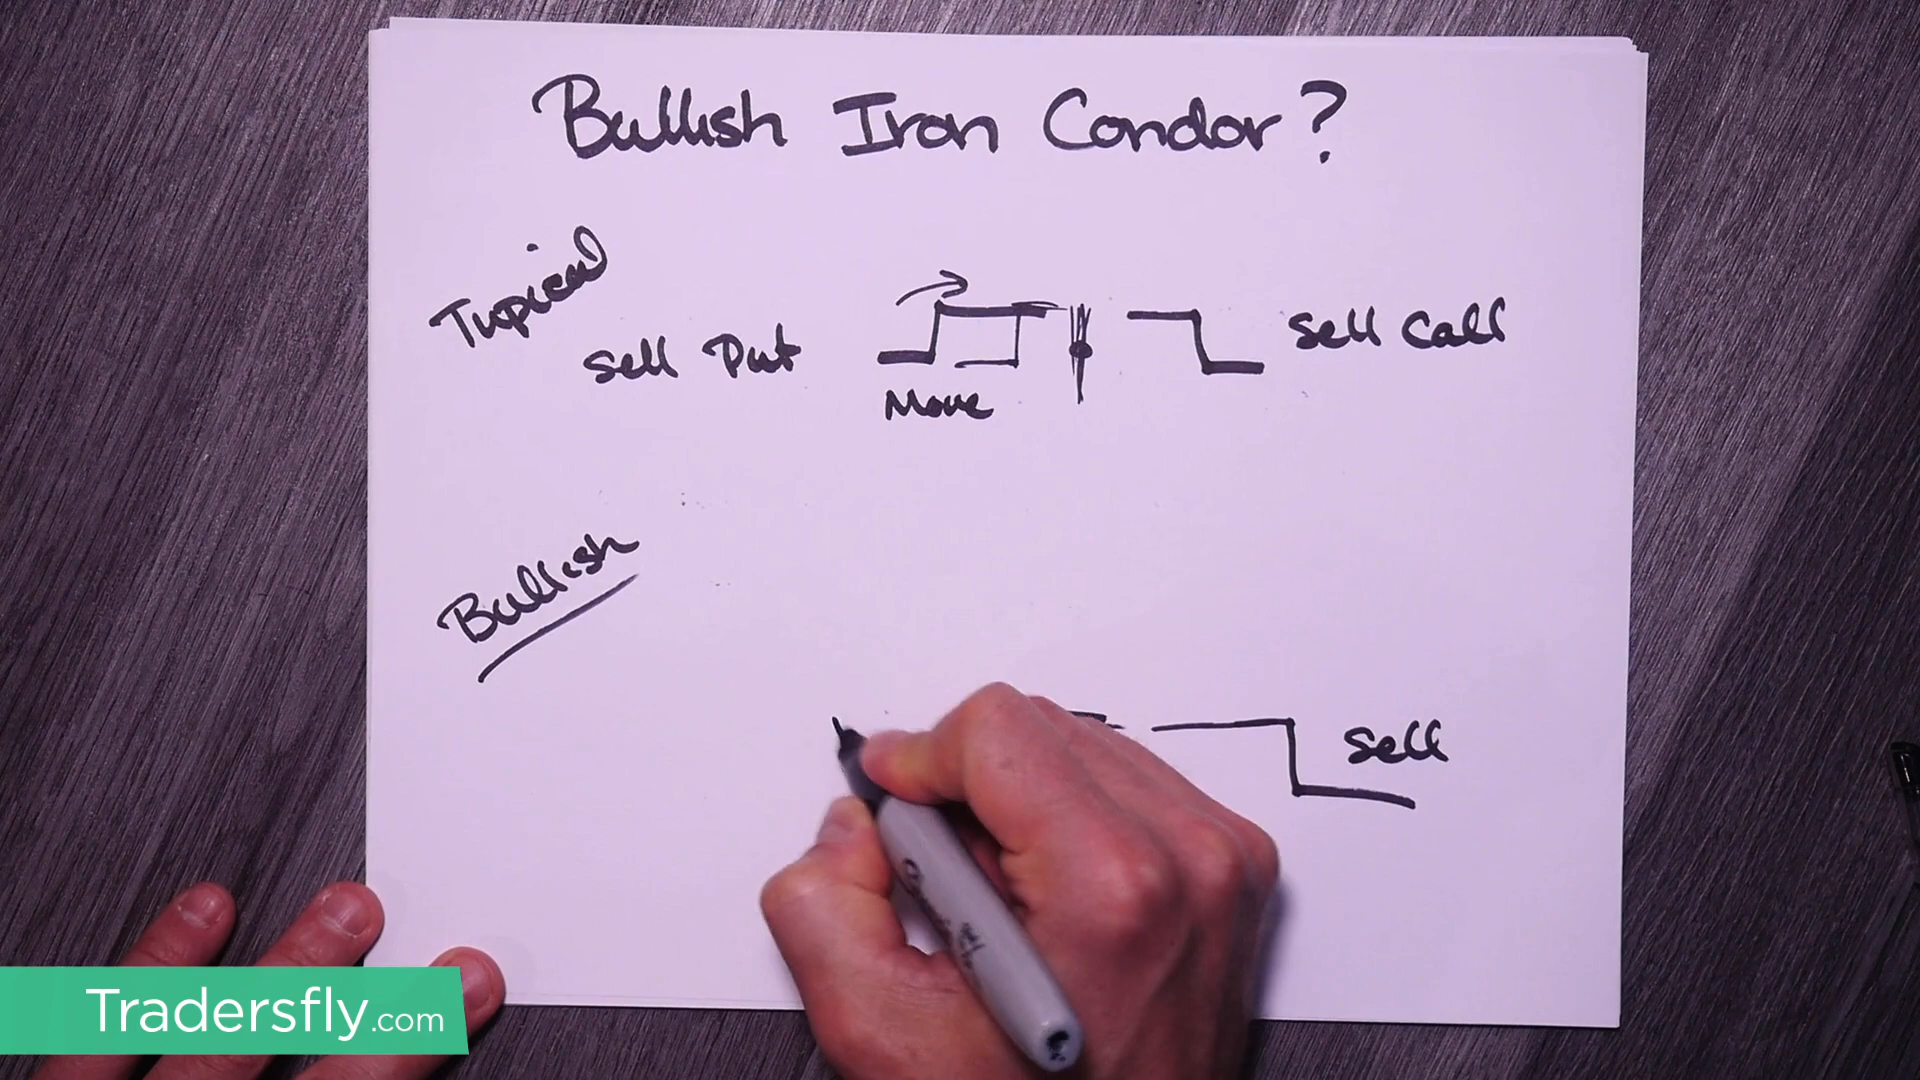 Bullish Iron Condor?
Typical
Sell Put
Sell Call
Move
Bullish
Sell
Tradersfly.com